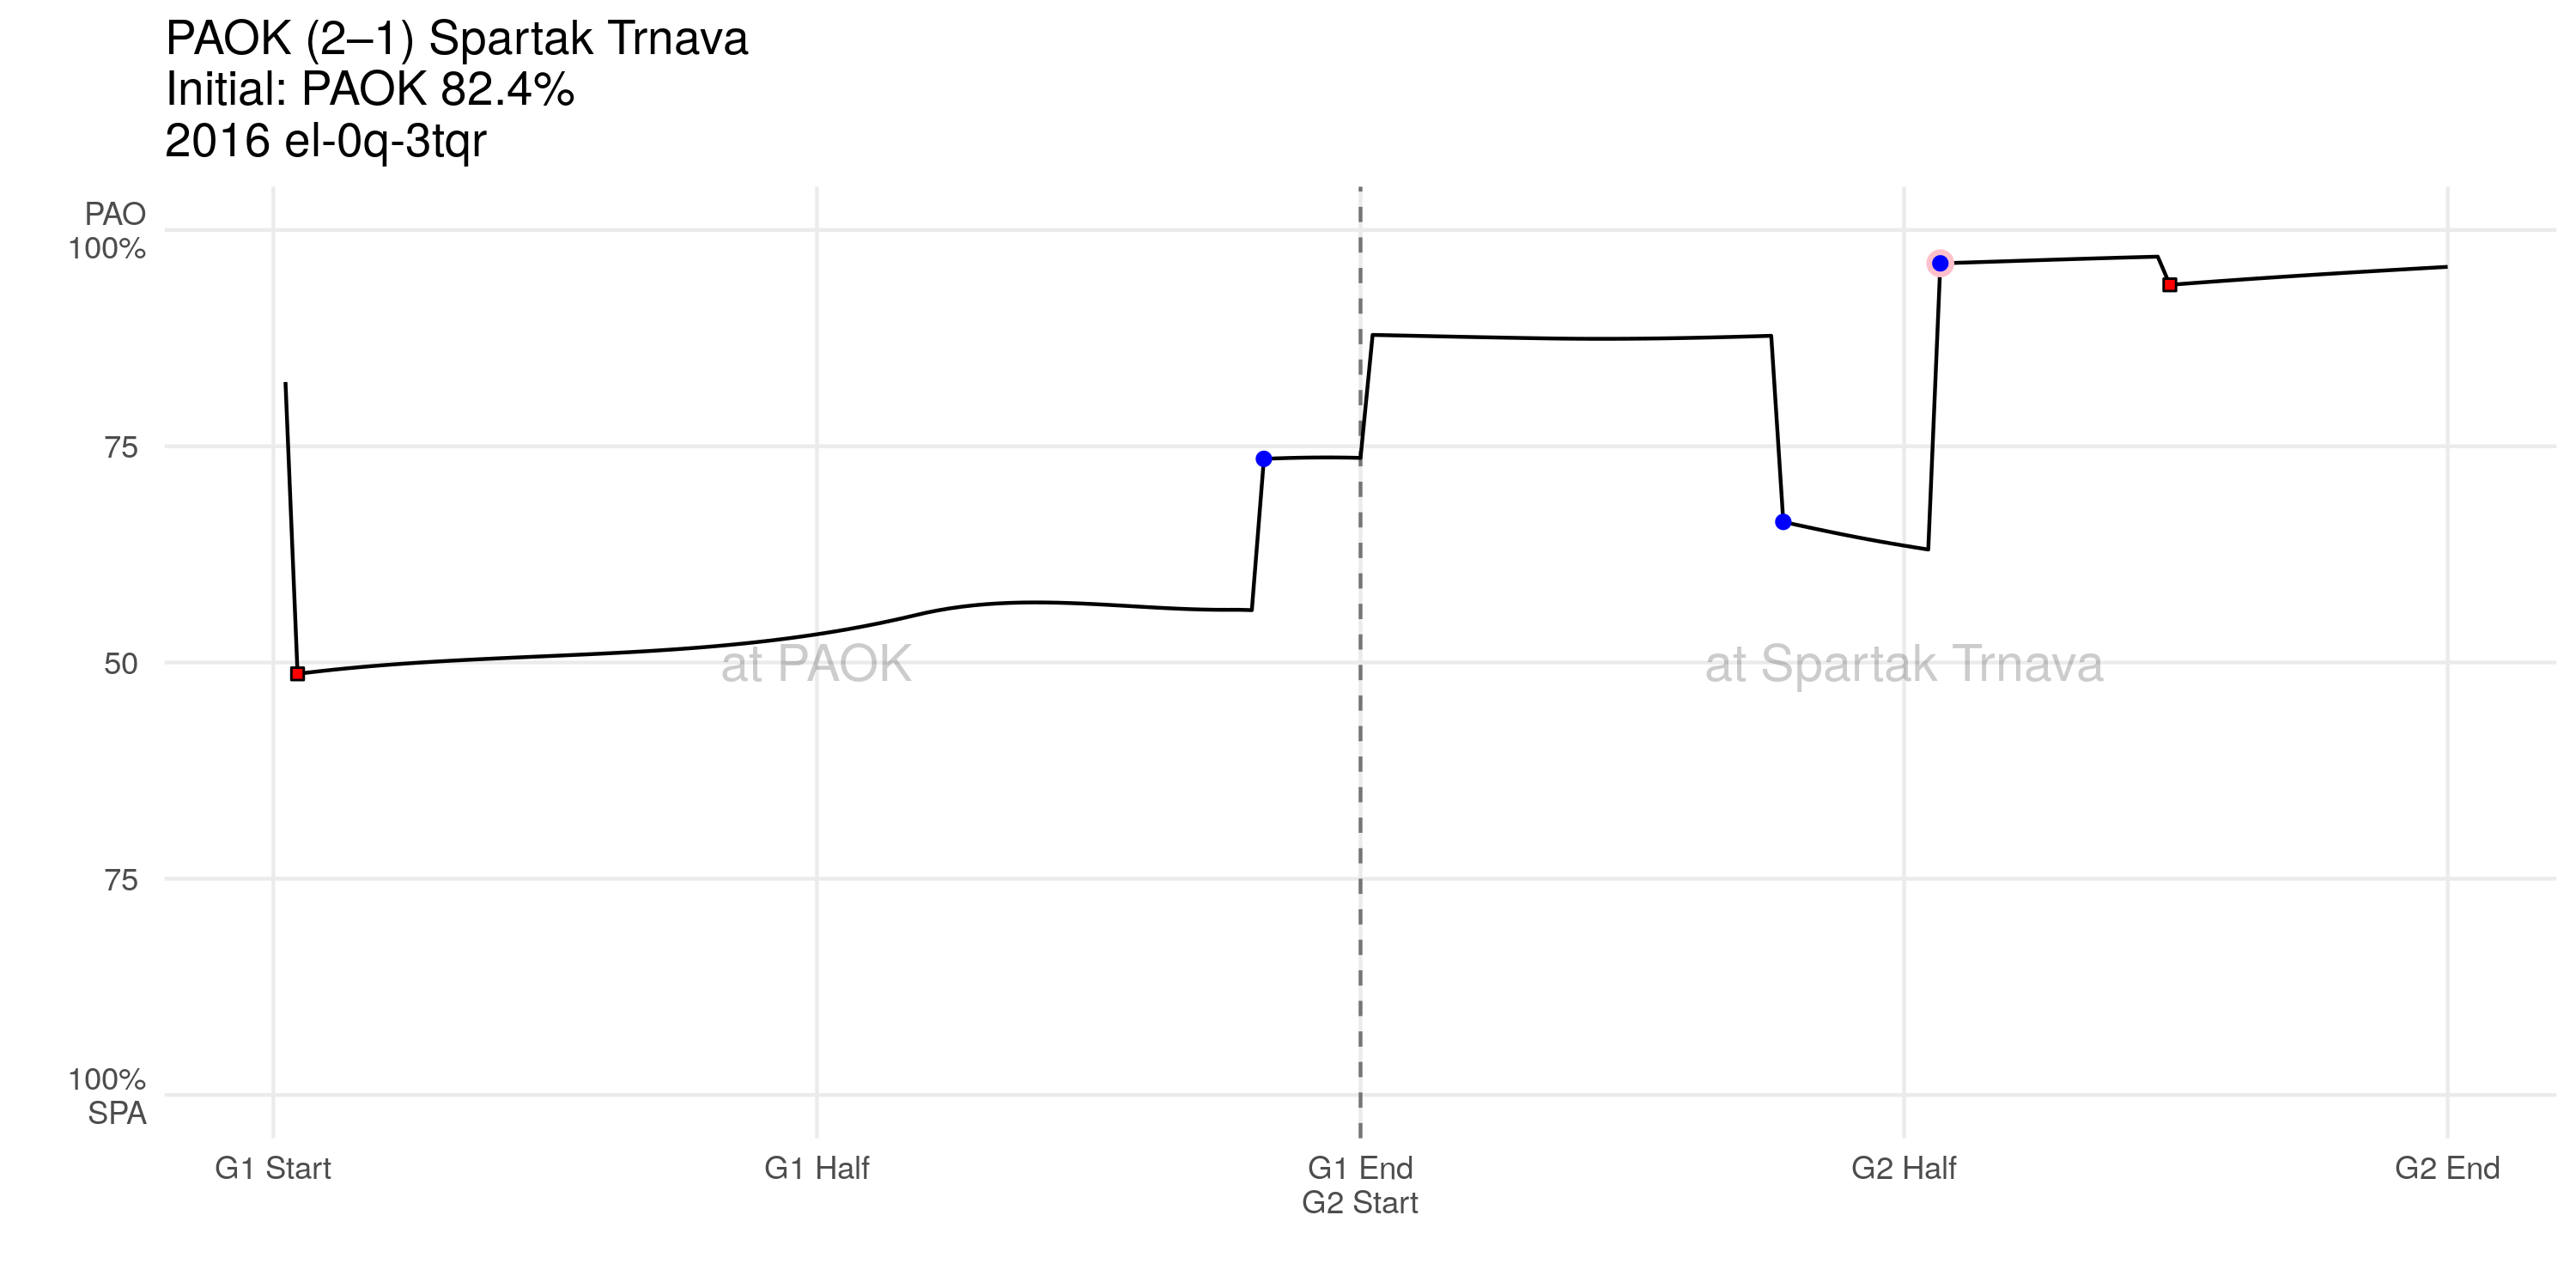 PAOK (2–1) Spartak Trnava
Initial: PAOK 82.4%
2016 el-0q-3tqr
PAO
100%
75
50
75
100%
SPA
at PAOK
at Spartak Trnava
G1 Start
G1 Half
G1 End
G2 Start
G2 Half
G2 End